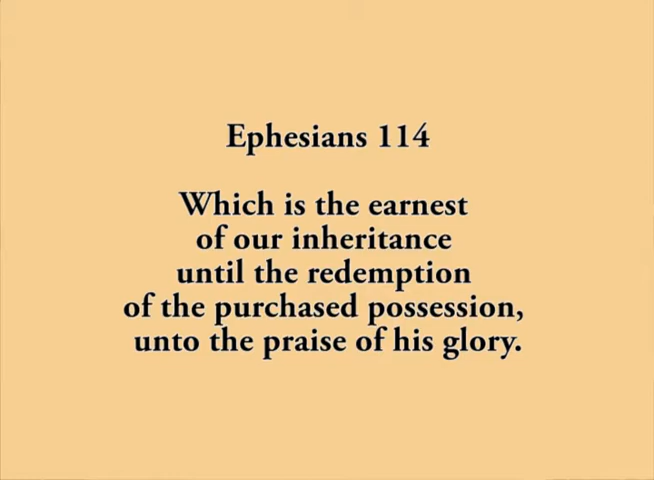 Ephesians 114
Which is the earnest
of our inheritance
until the redemption
of the purchased possession,
unto the praise of his glory.